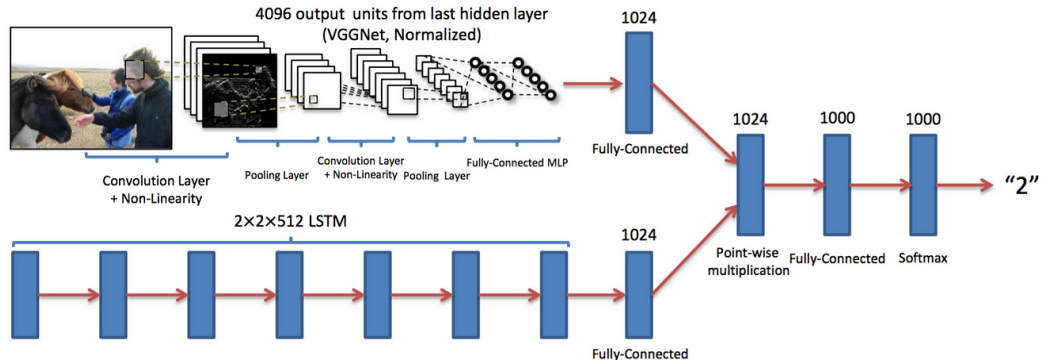 4096 output units from last hidden layer
(VGGNet, Normalized)
1024
Fully-Connected
Convolution Layer
+ Non-Linearity
Pooling Layer
Convolution Layer
+ Non-Linearity
Pooling Layer
Fully-Connected MLP
1024
1000
1000
"2"
Point-wise
multiplication
Fully-Connected
Softmax
2×2×512 LSTM
1024
Fully-Connected